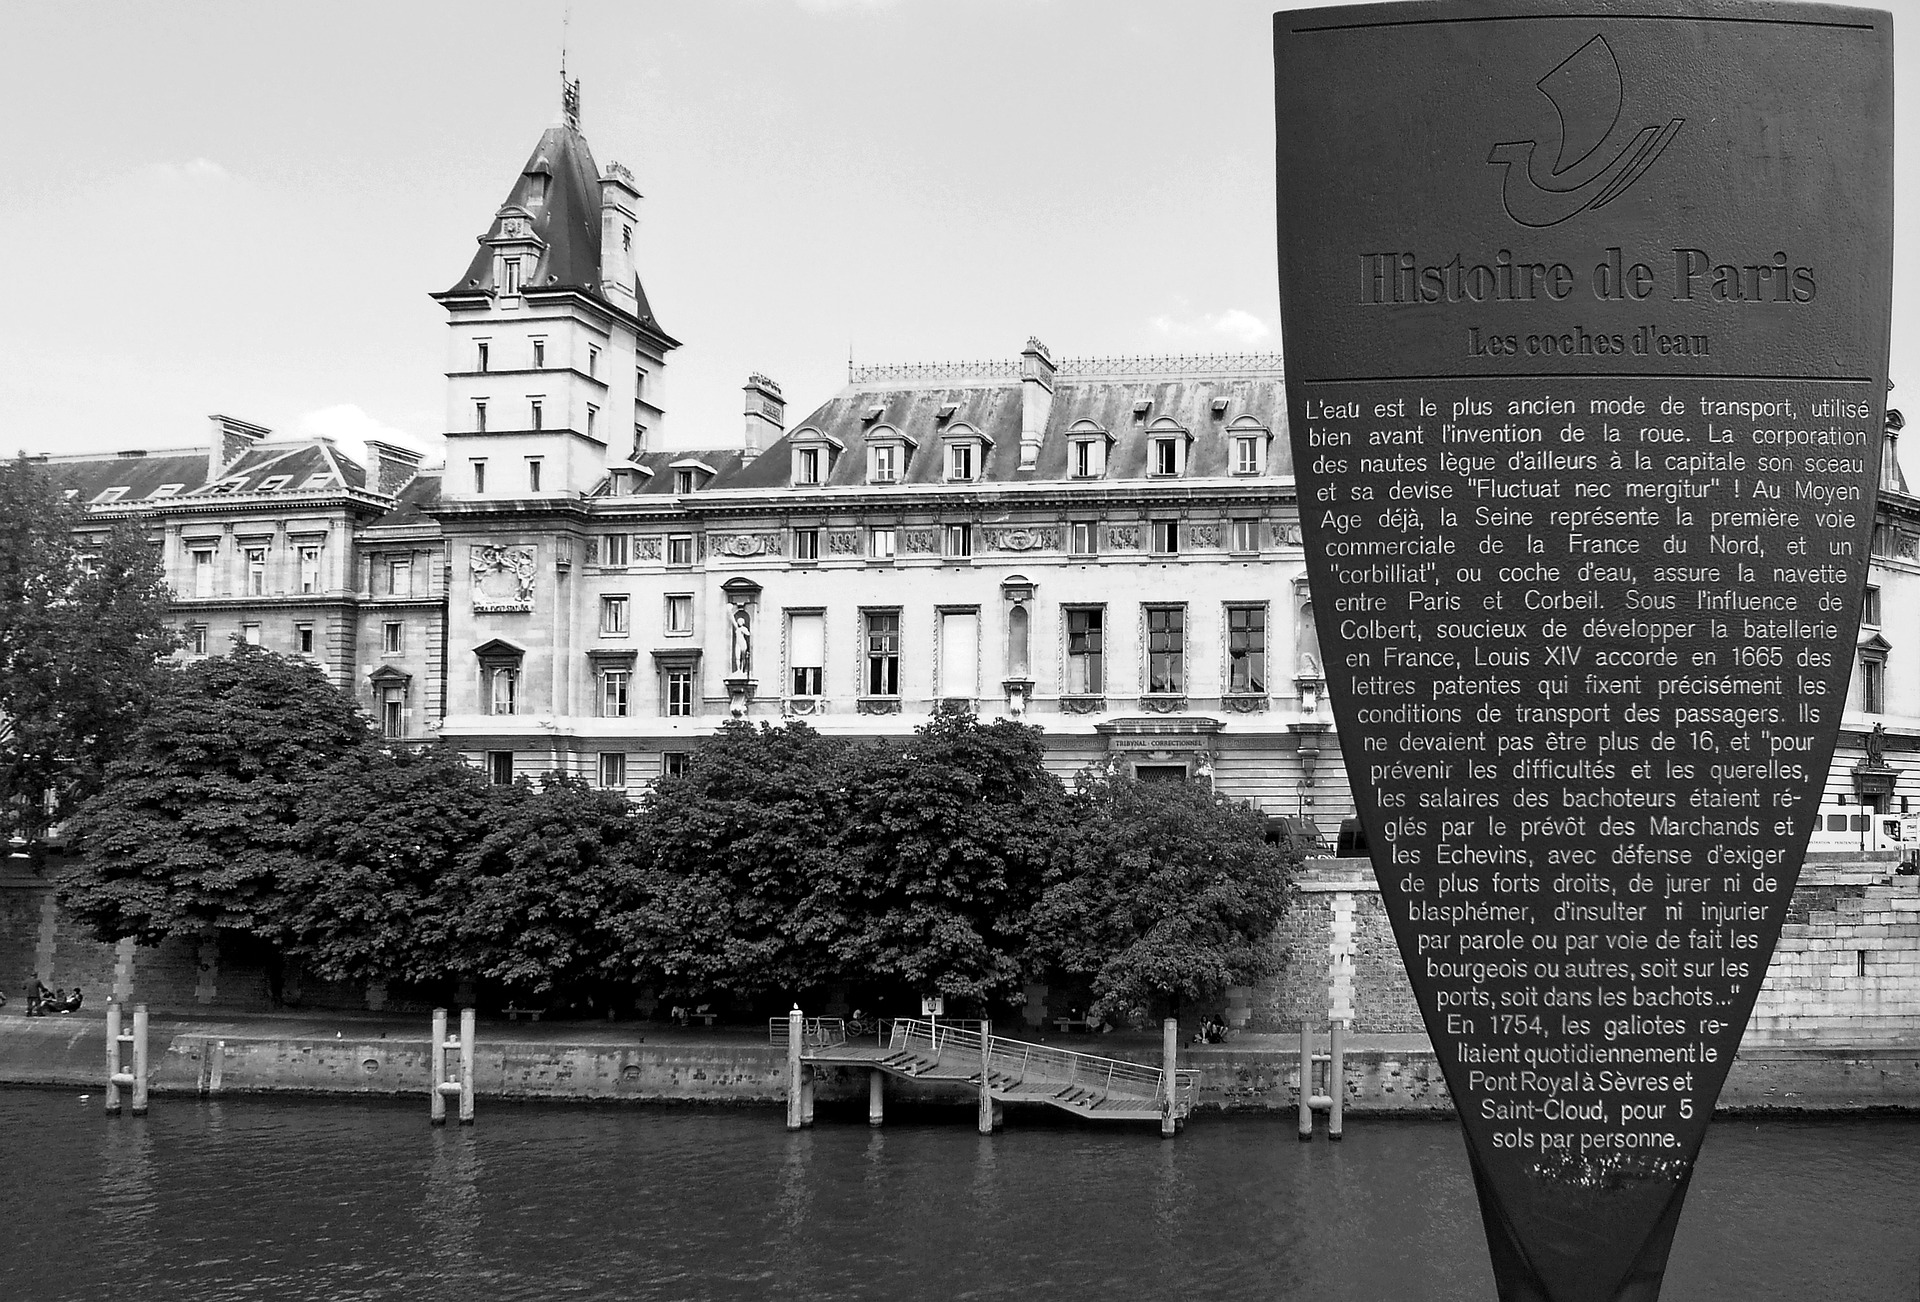 Histoire de Paris
Les coches d'eau
L'eau est le plus ancien mode de transport, utilisé
bien avant l'invention de la roue. La corporation
des nautes lègue d'ailleurs à la capitale son sceau
et sa devise "Fluctuat nec mergitur" ! Au Moyen
Age déjà, la Seine représente la première voie
commerciale de la France du Nord, et un
"corbilliat", ou coche d'eau, assure la navette
entre Paris et Corbeil. Sous l'influence de
Colbert, soucieux de développer la batellerie
en France, Louis XIV accorde en 1665 des
lettres patentes qui fixent précisément les
conditions de transport des passagers. Ils
ne devaient pas être plus de 16, et "pour
prévenir les difficultés et les querelles,
les salaires des bachoteurs étaient ré-
glés par le prévôt des Marchands et
les Echevins, avec défense d'exiger
de plus forts droits, de jurer ni de
blasphémer, d'insulter ni injurier
par parole ou par voie de fait les
bourgeois ou autres, soit sur les
ports, soit dans les bachots..."
En 1754, les galiotes re-
liaient quotidiennement le
Pont Royal à Sèvres et
Saint-Cloud, pour 5
sols par personne.
TRIBVNAL CORRECTIONNEL